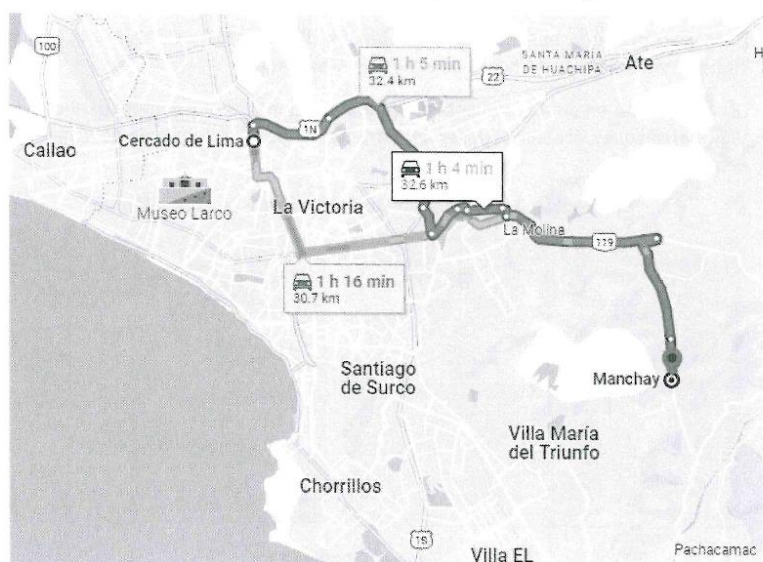 100
1 h 5 min
32.4 km
SANTA MARIA
DE HUACHIPA
Ate
22
H
1N
Cercado de Lima
Callao
1 h 4 min
32.6 km
Museo Larco
La Victoria
La Molina
119
1 h 16 min
30.7 km
Santiago
de Surco
Manchay
Villa María
del Triunfo
Chorrillos
1S
Villa EL
Pachacamac